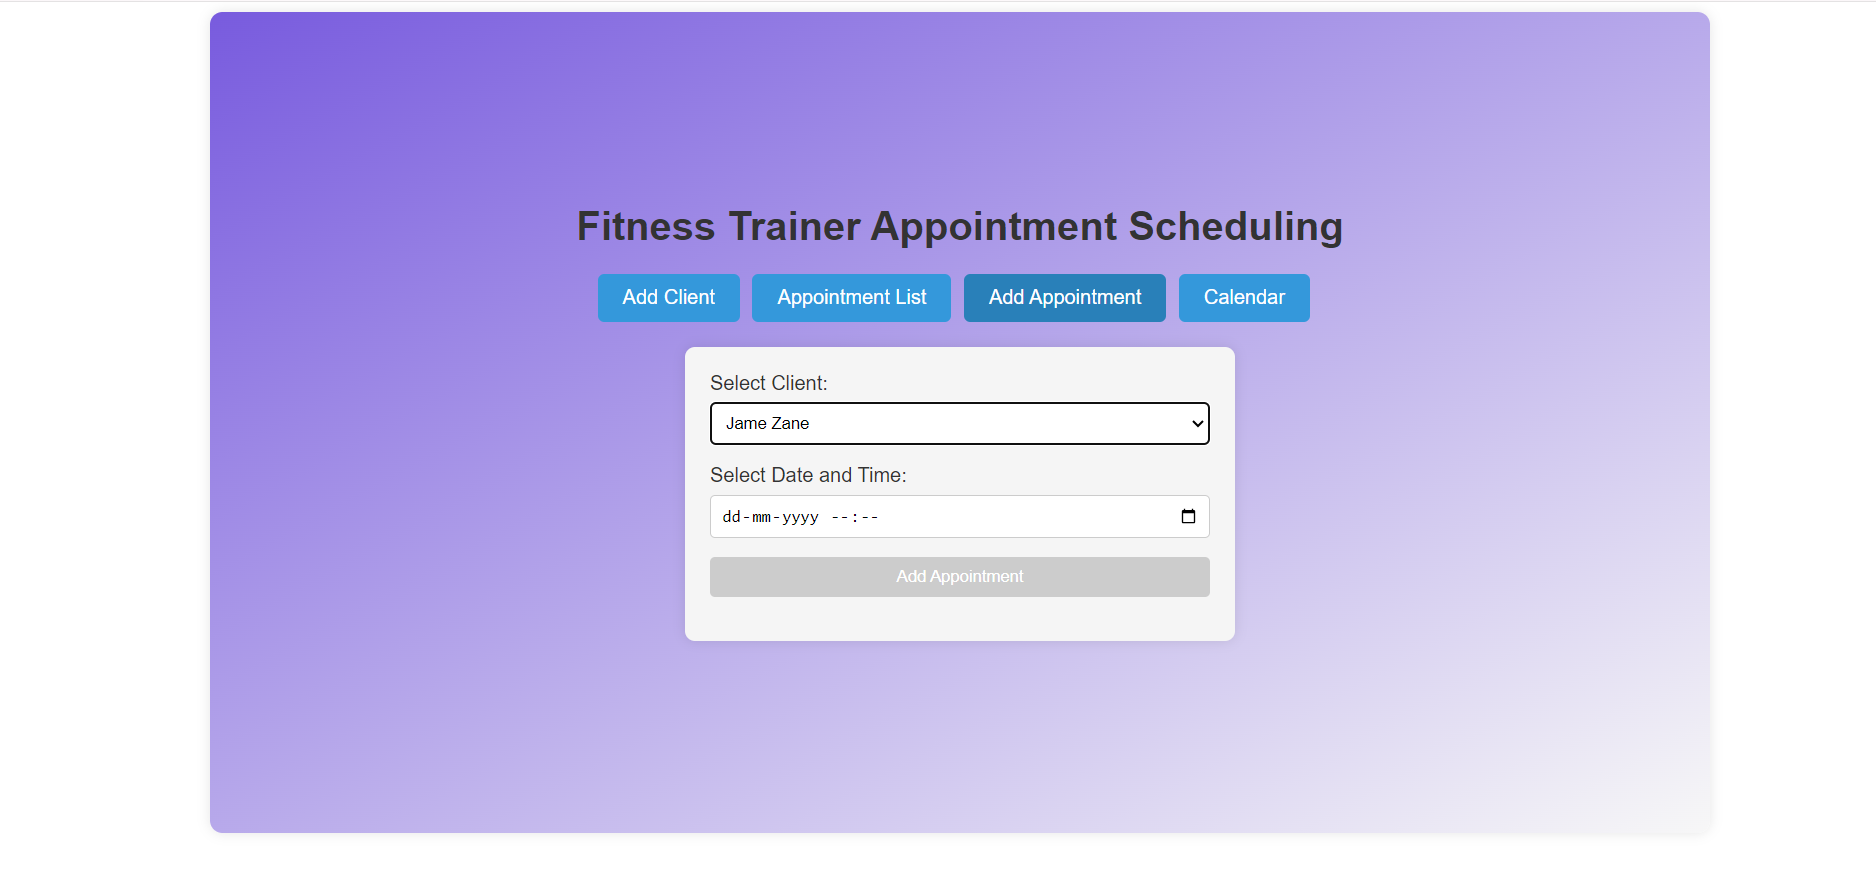 Fitness Trainer Appointment Scheduling
Add Client Appointment List Add Appointment Calendar
Select Client:
Jame Zane
Select Date and Time:
dd-mm-yyyy --:--
Add Appointment